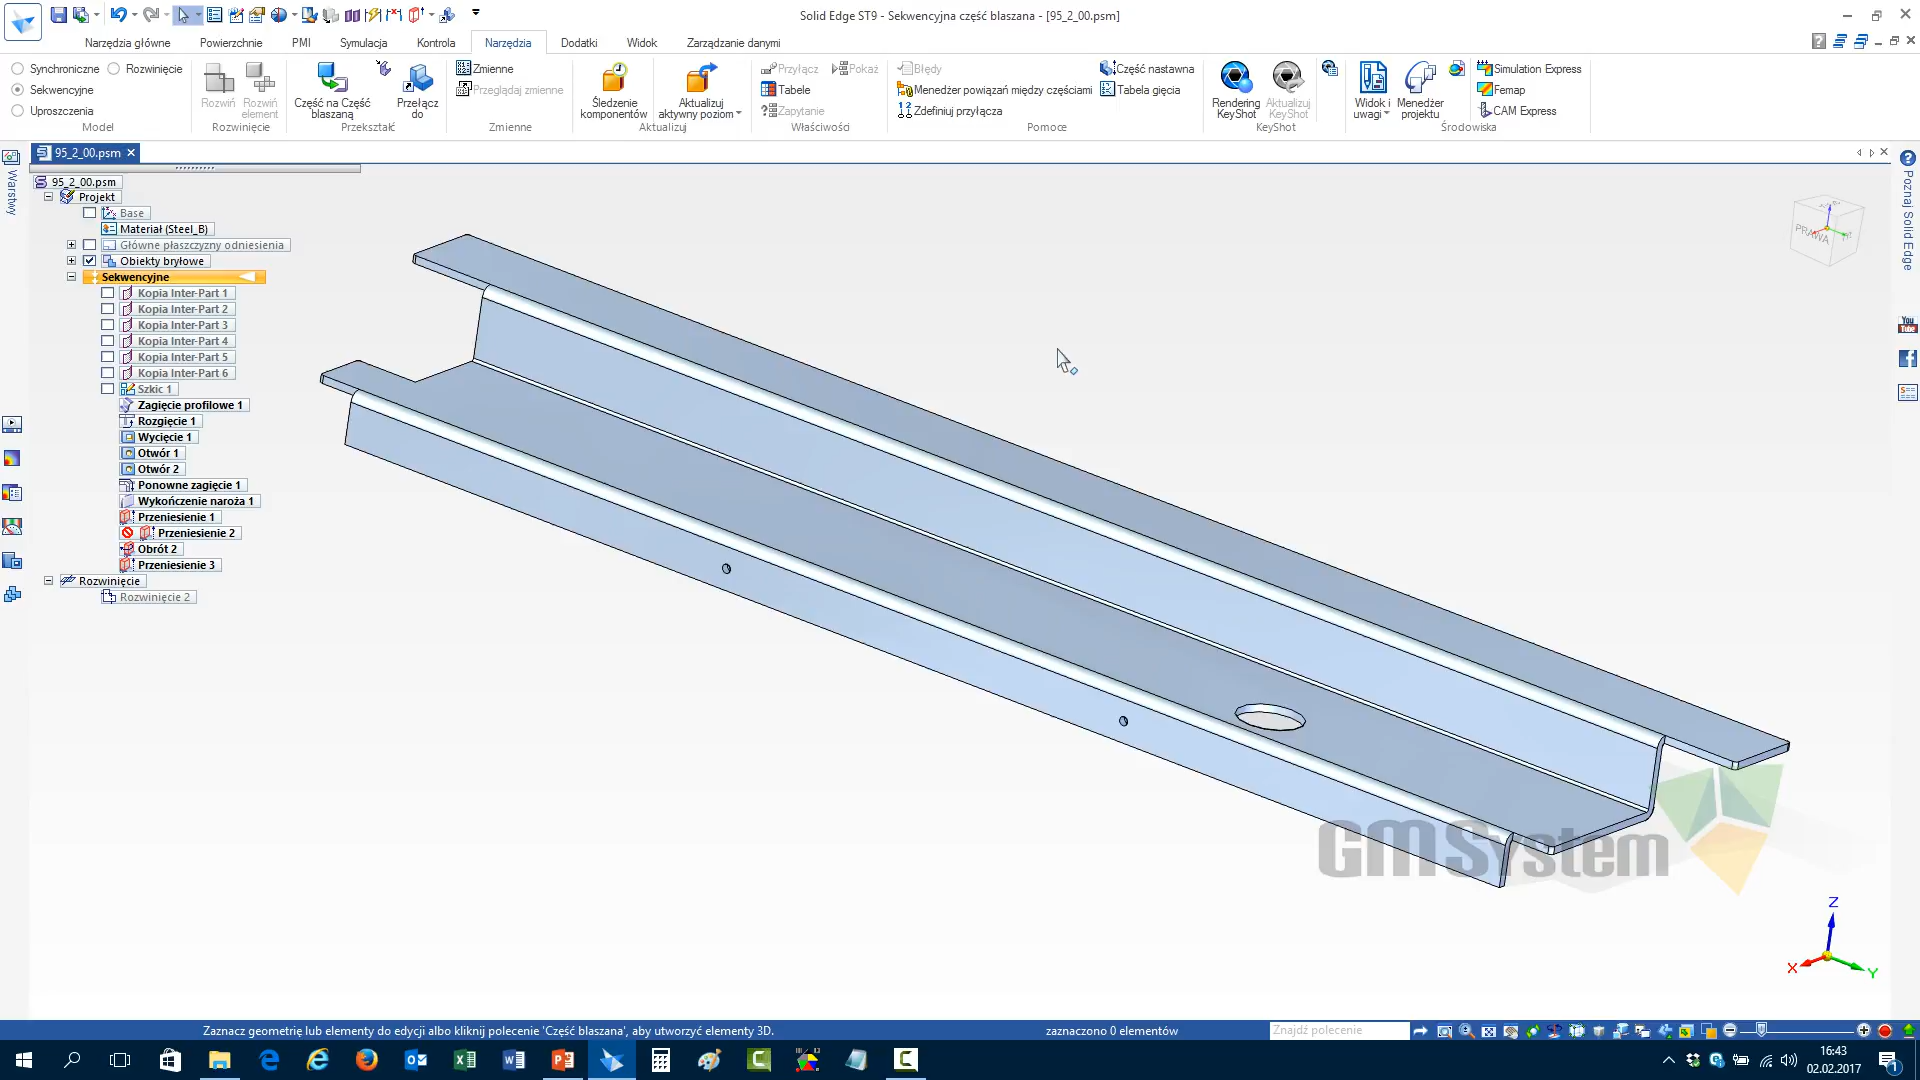 Solid Edge ST9 - Sekwencyjna część blaszana - [95_2_00.psm]
Narzędzia główne
Powierzchnie
PMI
Symulacja
Kontrola
Narzędzia
Dodatki
Widok
Zarządzanie danymi
Synchroniczne
Rozwinięcie
Sekwencyjne
Uproszczenia
Model
Rozwiń
Rozwiń element
Rozwinięcie
Część na Część blaszaną
Przełącz do
Przekształć
Zmienne
Przeglądaj zmienne
Zmienne
Śledzenie komponentów
Aktualizuj aktywny poziom
Aktualizuj
Przyłącz
Pokaż
Tabele
Zapytanie
Właściwości
Błędy
Menedżer powiązań między częściami
Zdefiniuj przyłącza
Część nastawna
Tabela gięcia
Pomoce
Rendering KeyShot
Aktualizuj KeyShot
KeyShot
Widok i uwagi
Menedżer projektu
Simulation Express
Femap
CAM Express
Środowiska
95_2_00.psm
Warstwy
Poznaj Solid Edge
95_2_00.psm
Projekt
Base
Materiał (Steel_B)
Główne płaszczyzny odniesienia
Obiekty bryłowe
Sekwencyjne
Kopia Inter-Part 1
Kopia Inter-Part 2
Kopia Inter-Part 3
Kopia Inter-Part 4
Kopia Inter-Part 5
Kopia Inter-Part 6
Szkic 1
Zagięcie profilowe 1
Rozgięcie 1
Wycięcie 1
Otwór 1
Otwór 2
Ponowne zagięcie 1
Wykończenie naroża 1
Przeniesienie 1
Przeniesienie 2
Obrót 2
Przeniesienie 3
Rozwinięcie
Rozwinięcie 2
PRAWA
You Tube
GMSystem
Z
X
Y
Zaznacz geometrię lub elementy do edycji albo kliknij polecenie 'Część blaszana', aby utworzyć elementy 3D.
zaznaczono 0 elementów
Znajdź polecenie
16:43
02.02.2017